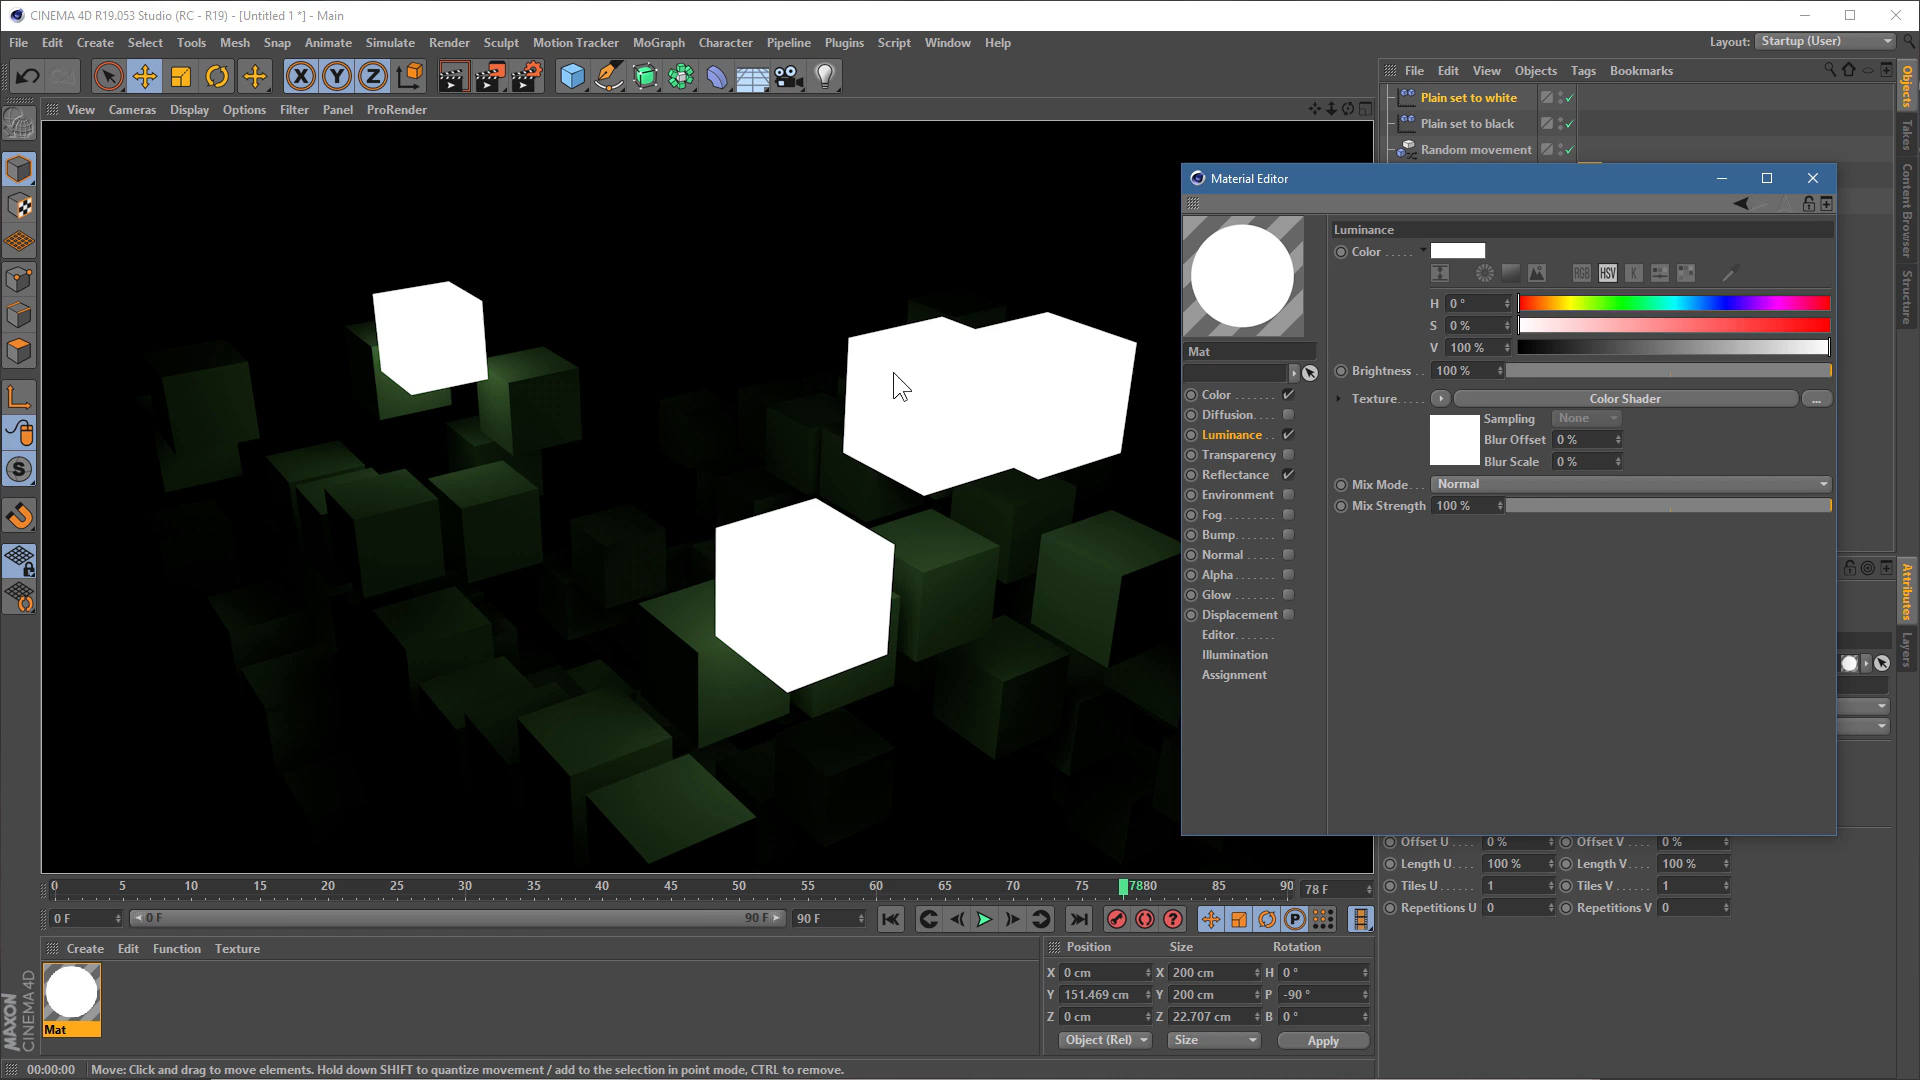 CINEMA 4D R19.053 Studio (RC - R19) - [Untitled 1 *] - Main
File Edit Create Select Tools Mesh Snap Animate Simulate Render Sculpt Motion Tracker MoGraph Character Pipeline Plugins Script Window Help
Layout: Startup (User)
X Y Z
File Edit View Objects Tags Bookmarks
View Cameras Display Options Filter Panel ProRender
Plain set to white
Plain set to black
Random movement
Objects
Takes
Content Browser
Structure
Attributes
Layers
Material Editor
Mat
Color . . . . . . .
Diffusion. . . .
Luminance . .
Transparency
Reflectance
Environment
Fog. . . . . . . .
Bump. . . . . . .
Normal . . . . .
Alpha . . . . . . .
Glow . . . . . . .
Displacement
Editor. . . . . . .
Illumination
Assignment
Luminance
Color . . . . .
RGB HSV K
H 0 °
S 0 %
V 100 %
Brightness . . 100 %
Texture. . . . . Color Shader ...
Sampling None
Blur Offset 0 %
Blur Scale 0 %
Mix Mode. . . Normal
Mix Strength 100 %
Offset U. . . . 0 % Offset V . . . . 0 %
Length U. . . . 100 % Length V. . . . 100 %
Tiles U . . . . . . 1 Tiles V . . . . . . 1
Repetitions U 0 Repetitions V 0
0 5 10 15 20 25 30 35 40 45 50 55 60 65 70 75 7880 85 90 78 F
0 F 0 F 90 F 90 F
P
Create Edit Function Texture
Mat
Position Size Rotation
X 0 cm X 200 cm H 0 °
Y 151.469 cm Y 200 cm P -90 °
Z 0 cm Z 22.707 cm B 0 °
Object (Rel) Size Apply
MAXON
CINEMA 4D
00:00:00 Move: Click and drag to move elements. Hold down SHIFT to quantize movement / add to the selection in point mode, CTRL to remove.